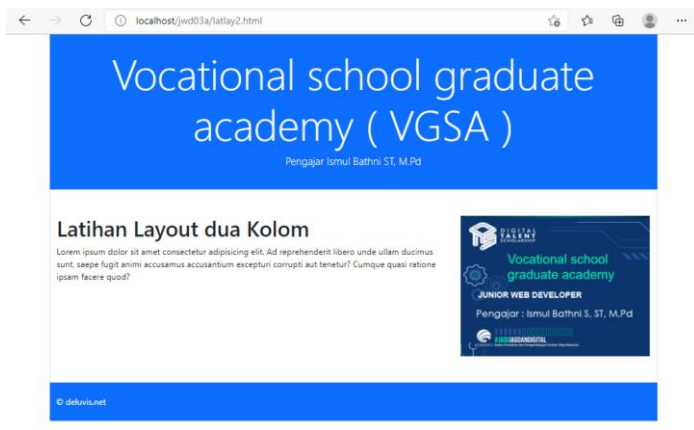 localhost/jwd03a/latlay2.html
Vocational school graduate
academy ( VGSA )
Pengajar Ismul Bathni ST, M.Pd
Latihan Layout dua Kolom
Lorem ipsum dolor sit amet consectetur adipisicing elit. Ad reprehenderit libero unde ullam ducimus
sunt, saepe fugit animi accusamus accusantium excepturi corrupti aut tenetur? Cumque quasi ratione
ipsam facere quod?
DIGITAL
TALENT
SCHOLARSHIP
Vocational school
graduate academy
JUNIOR WEB DEVELOPER
Pengajar : Ismul Bathni S, ST, M.Pd
#JADIJAGOANDIGITAL
© deluvis.net